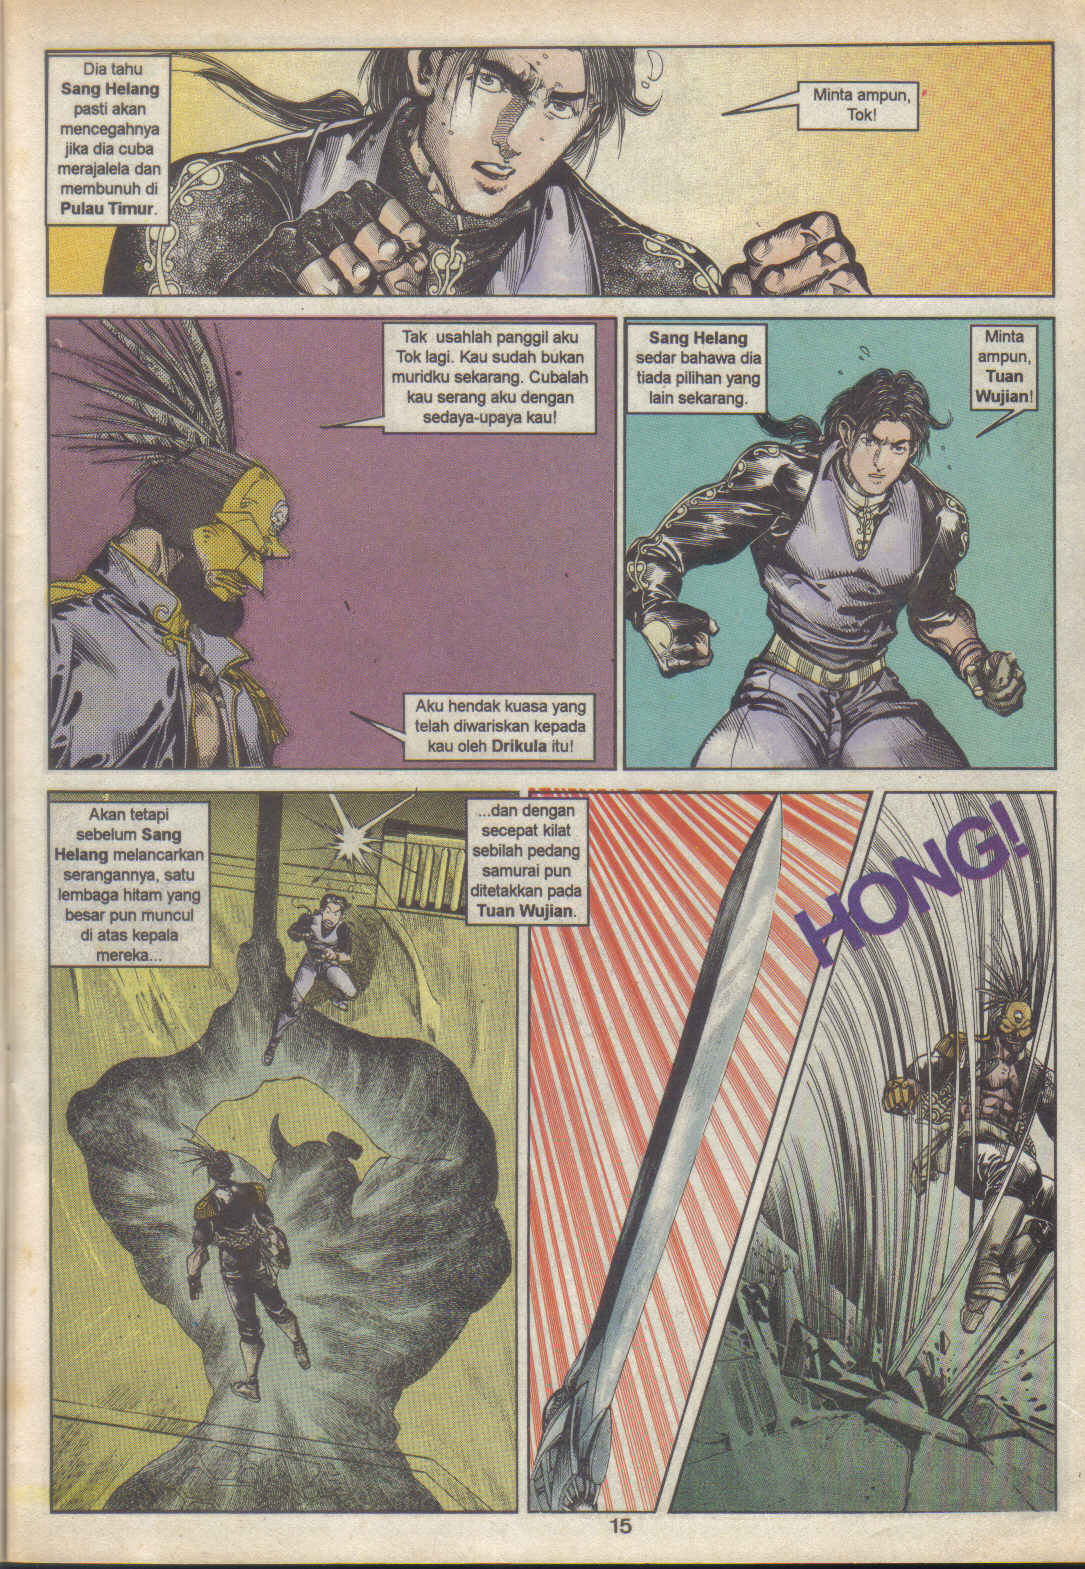 Dia tahu
Sang Helang
pasti akan
mencegahnya
jika dia cuba
merajalela dan
membunuh di
Pulau Timur.
Minta ampun,
Tok!
Tak usahlah panggil aku
Tok lagi. Kau sudah bukan
muridku sekarang. Cubalah
kau serang aku dengan
sedaya-upaya kau!
Aku hendak kuasa yang
telah diwariskan kepada
kau oleh Drikula itu!
Sang Helang
sedar bahawa dia
tiada pilihan yang
lain sekarang.
Minta
ampun,
Tuan
Wujian!
Akan tetapi
sebelum Sang
Helang melancarkan
serangannya, satu
lembaga hitam yang
besar pun muncul
di atas kepala
mereka...
....dan dengan
secepat kilat
sebilah pedang
samurai pun
ditetakkan pada
Tuan Wujian.
HONG!
15